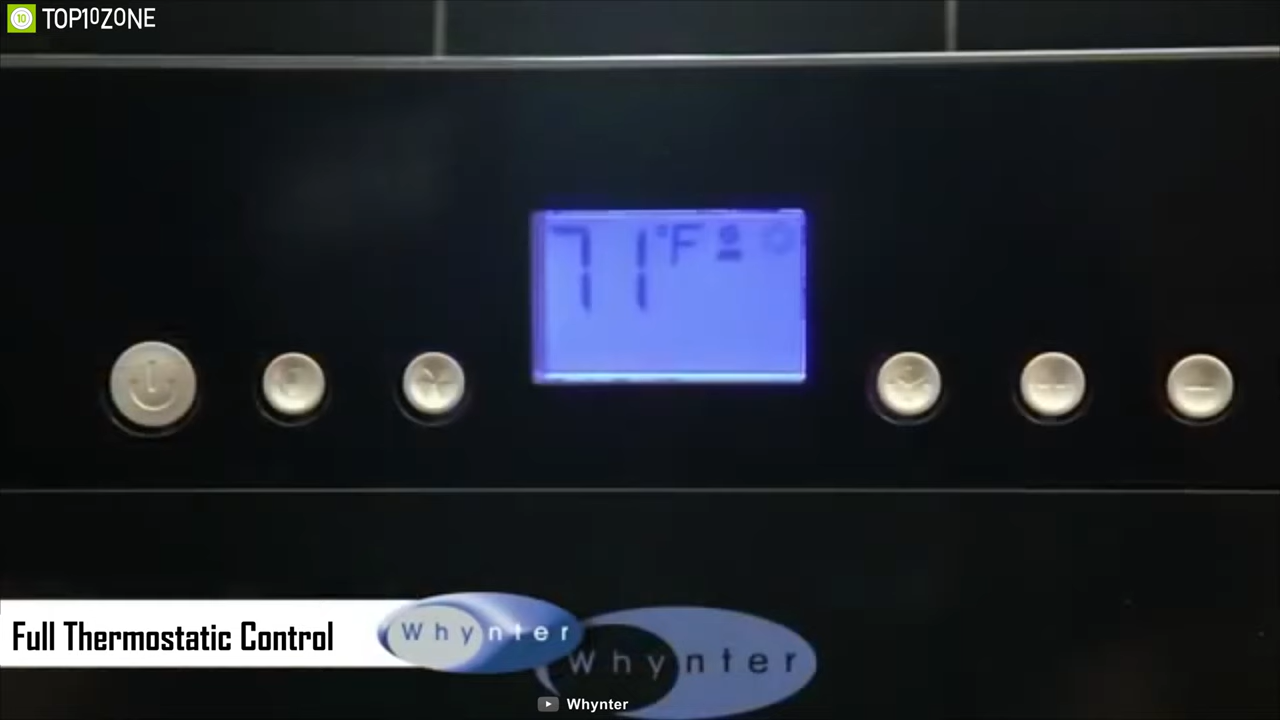 TOP10ZONE
71°F
Full Thermostatic Control
Whynter
Whynter
Whynter